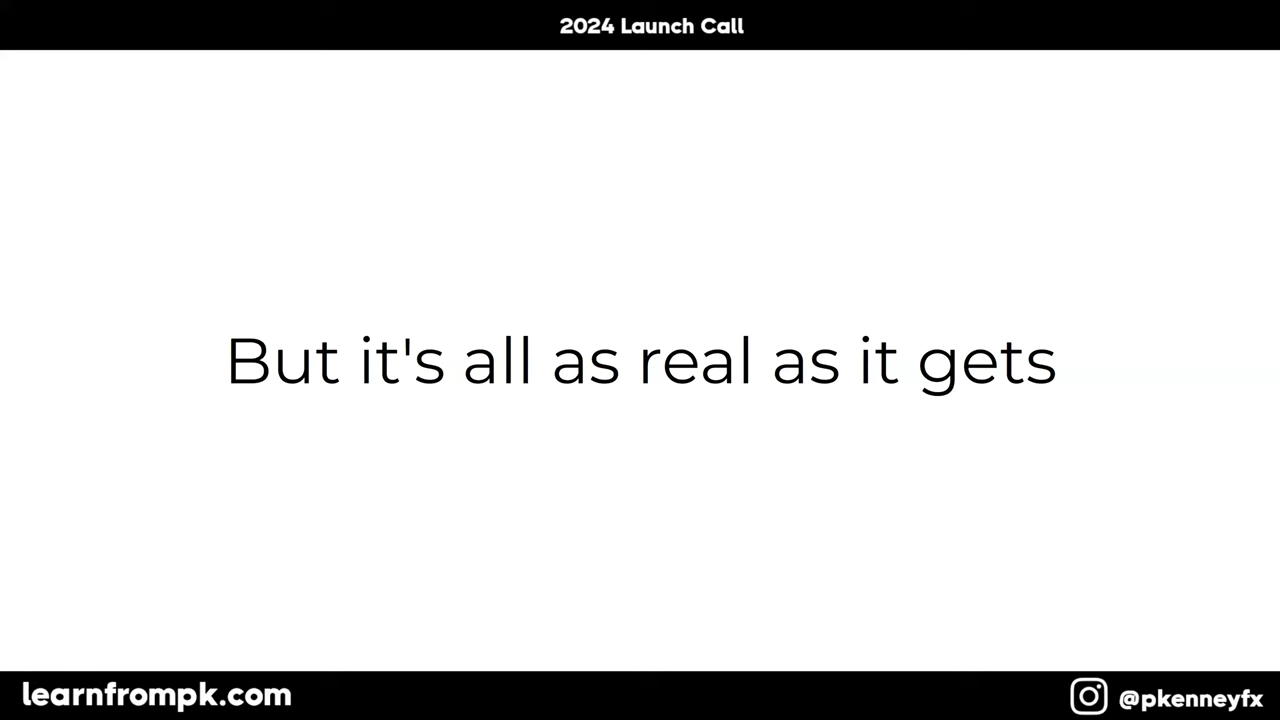 2024 Launch Call
But it's all as real as it gets
learnfrompk.com
@pkenneyfx